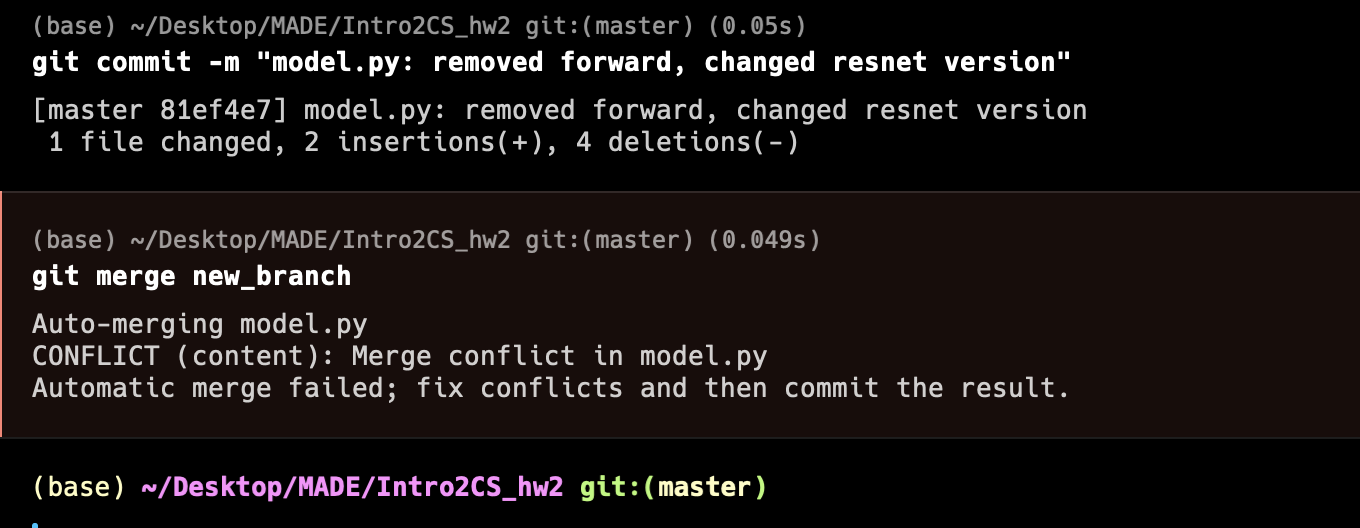 (base) ~/Desktop/MADE/Intro2CS_hw2 git:(master) (0.05s)
git commit -m "model.py: removed forward, changed resnet version"
[master 81ef4e7] model.py: removed forward, changed resnet version
1 file changed, 2 insertions(+), 4 deletions(-)
(base) ~/Desktop/MADE/Intro2CS_hw2 git:(master) (0.049s)
git merge new_branch
Auto-merging model.py
CONFLICT (content): Merge conflict in model.py
Automatic merge failed; fix conflicts and then commit the result.
(base) ~/Desktop/MADE/Intro2CS_hw2 git:(master)